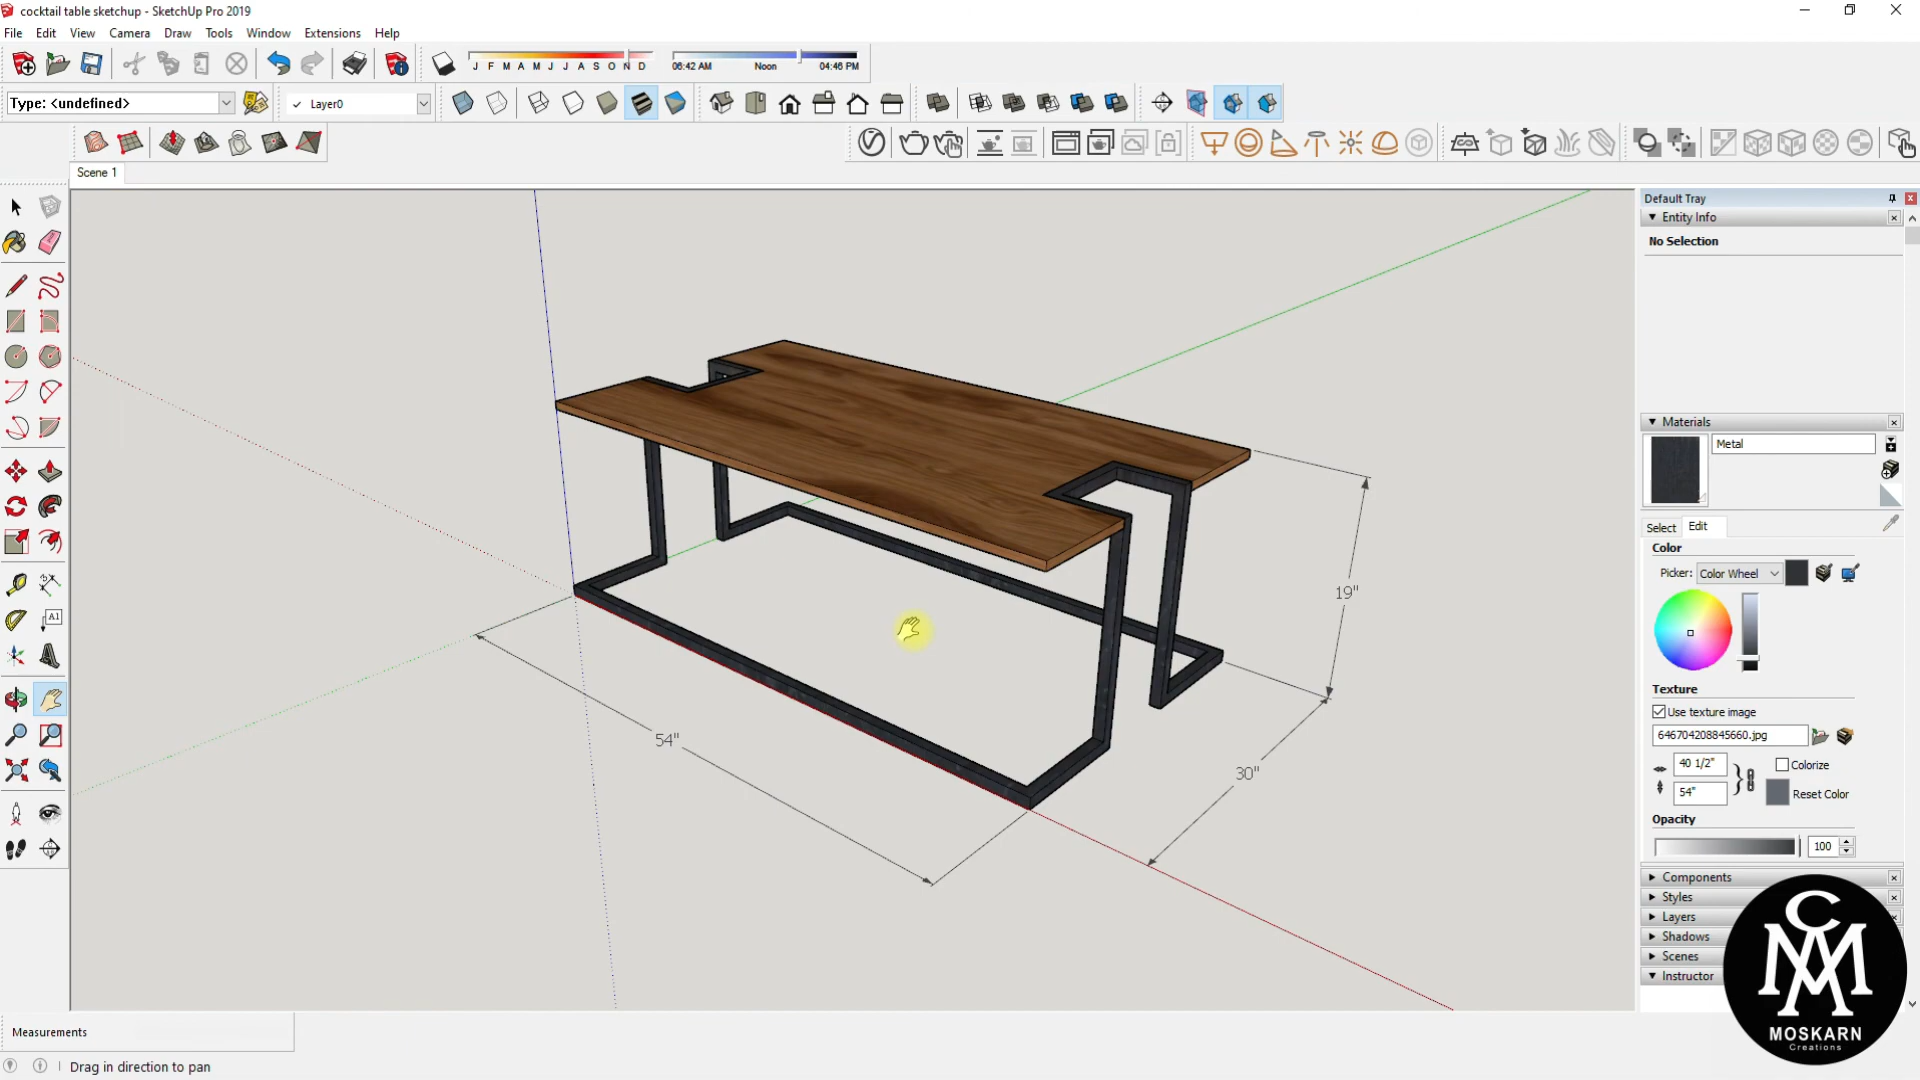 cocktail table sketchup - SketchUp Pro 2019
File Edit View Camera Draw Tools Window Extensions Help
J F M A M J J A S O N D 06:42 AM Noon 04:46 PM
Type: <undefined> Layer0
Scene 1
Default Tray
Entity Info
No Selection
Materials
Metal
Select Edit
Color
Picker: Color Wheel
Texture
Use texture image
646704208845660.jpg
40 1/2" Colorize
54" Reset Color
Opacity
100
Components
Styles
Layers
Shadows
Scenes
Instructor
A1
19"
54"
30"
CM
MOSKARN
Creations
Measurements
Drag in direction to pan